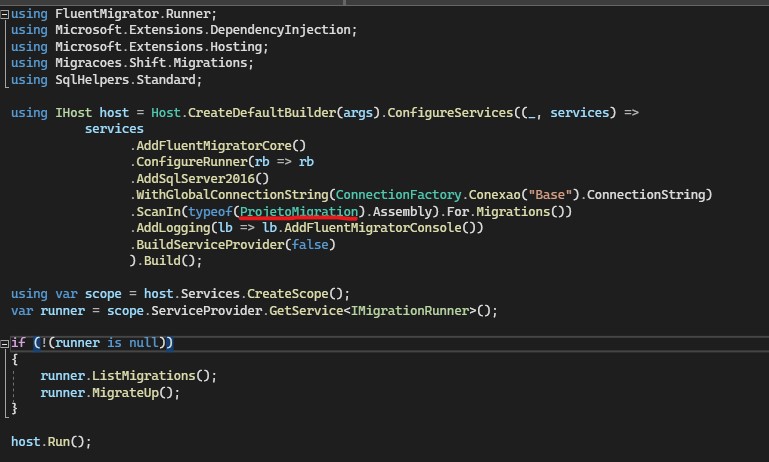 using FluentMigrator.Runner;
using Microsoft.Extensions.DependencyInjection;
using Microsoft.Extensions.Hosting;
using Migracoes.Shift.Migrations;
using SqlHelpers.Standard;
using IHost host = Host.CreateDefaultBuilder(args).ConfigureServices((_, services) =>
services
.AddFluentMigratorCore()
.ConfigureRunner(rb => rb
.AddSqlServer2016()
.WithGlobalConnectionString(ConnectionFactory.Conexao("Base").ConnectionString)
.ScanIn(typeof(ProjetoMigration).Assembly).For.Migrations())
.AddLogging(lb => lb.AddFluentMigratorConsole())
.BuildServiceProvider(false)
).Build();
using var scope = host.Services.CreateScope();
var runner = scope.ServiceProvider.GetService<IMigrationRunner>();
if (!(runner is null))
{
runner.ListMigrations();
runner.MigrateUp();
}
host.Run();